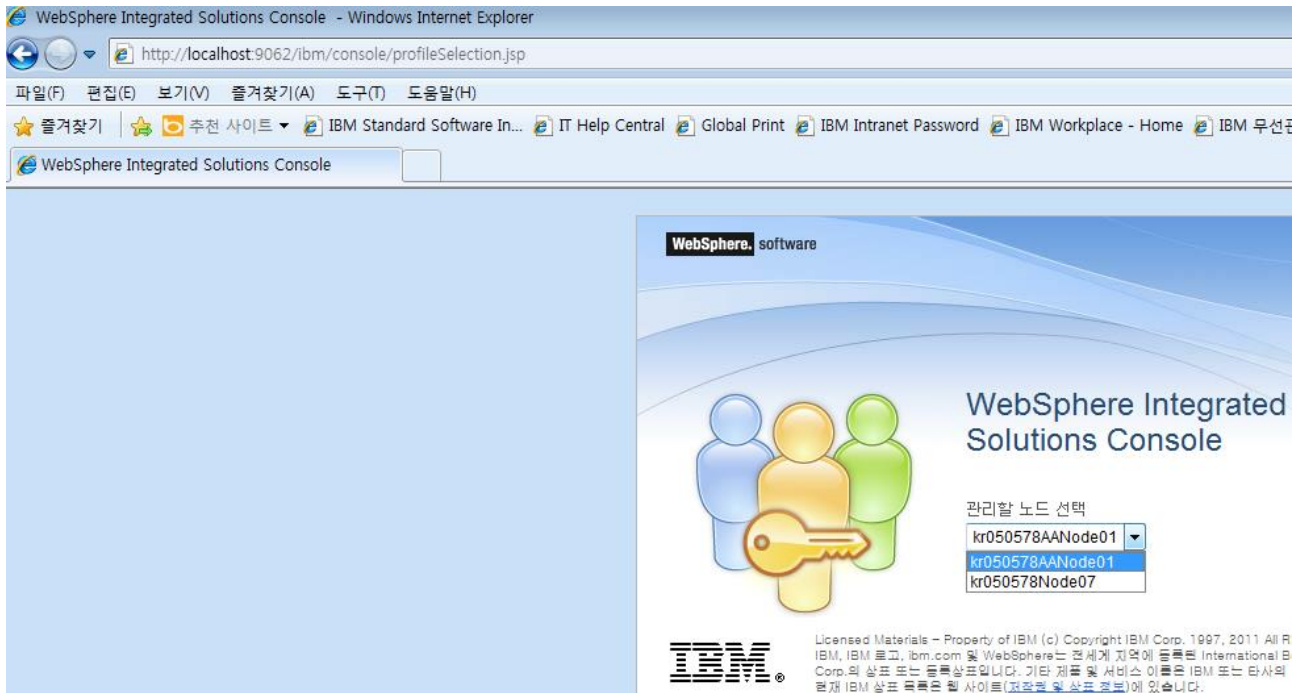 WebSphere Integrated Solutions Console - Windows Internet Explorer
http://localhost:9062/ibm/console/profileSelection.jsp
파일(F) 편집(E) 보기(V) 즐겨찾기(A) 도구(T) 도움말(H)
즐겨찾기 추천 사이트 IBM Standard Software In... IT Help Central Global Print IBM Intranet Password IBM Workplace - Home IBM
WebSphere Integrated Solutions Console
WebSphere. software
WebSphere Integrated
Solutions Console
관리할 노드 선택
kr050578AANode01
kr050578AANode01
kr050578Node07
IBM®
Licensed Materials – Property of IBM (c) Copyright IBM Corp. 1997, 2011 All
IBM, IBM 로고, ibm.com 및 WebSphere는 전세계 지역에 등록된 International
Corp.의 상표 또는 등록상표입니다. 기타 제품 및 서비스 이름은 IBM 또는 타사의
현재 IBM 상표 목록은 웹 사이트(저작권 및 상표 정보)에 있습니다.